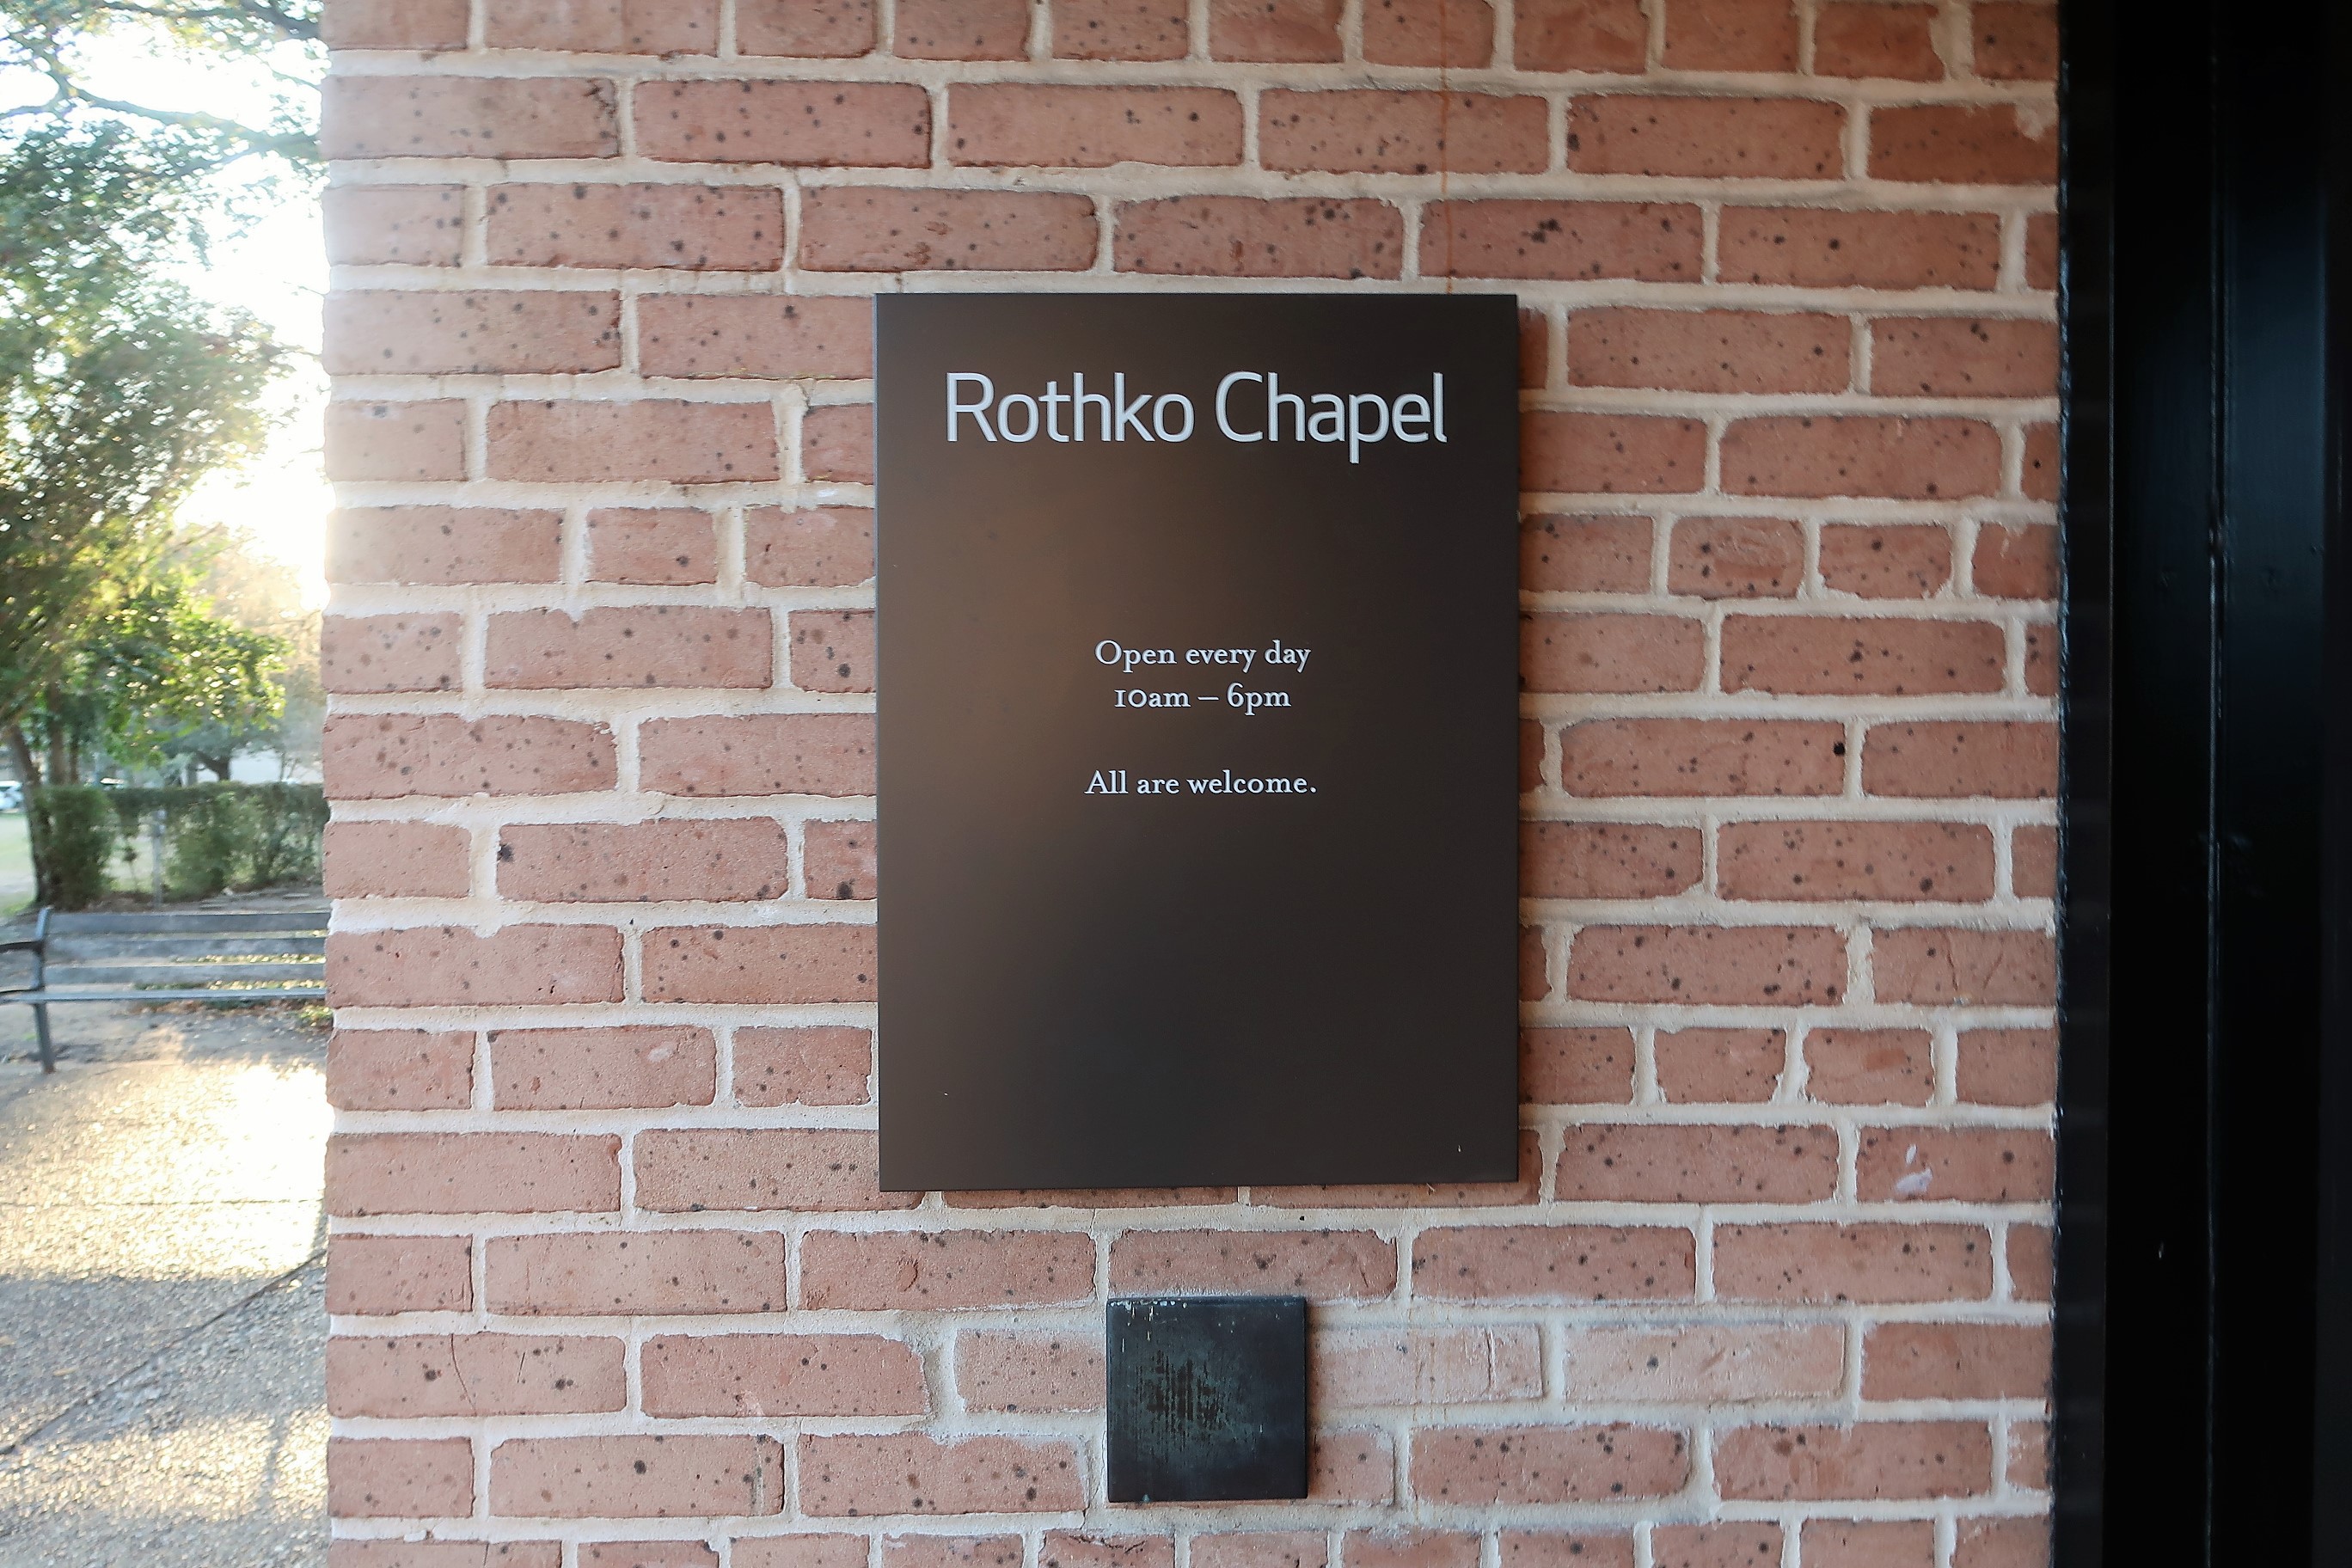 Rothko Chapel
Open every day
10am – 6pm
All are welcome.